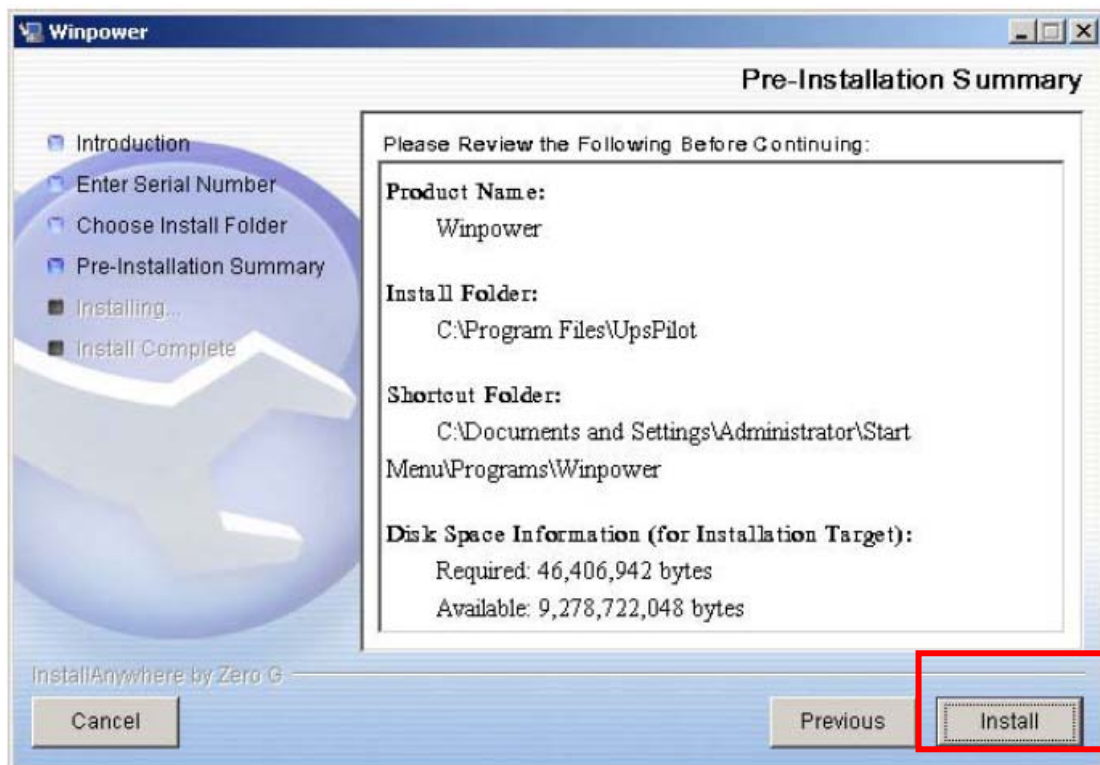 Winpower
Pre-Installation Summary
Introduction
Enter Serial Number
Choose Install Folder
Pre-Installation Summary
Installing...
Install Complete
Please Review the Following Before Continuing:
Product Name:
Winpower
Install Folder:
C:\Program Files\UpsPilot
Shortcut Folder:
C:\Documents and Settings\Administrator\Start
Menu\Programs\Winpower
Disk Space Information (for Installation Target):
Required: 46,406,942 bytes
Available: 9,278,722,048 bytes
InstallAnywhere by Zero G
Cancel
Previous
Install